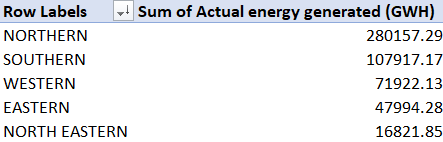 Row Labels Sum of Actual energy generated (GWH)
NORTHERN 280157.29
SOUTHERN 107917.17
WESTERN 71922.13
EASTERN 47994.28
NORTH EASTERN 16821.85